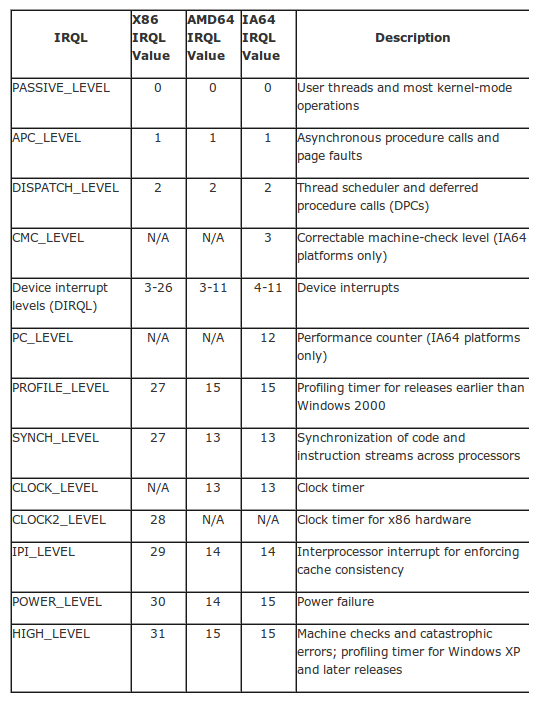 IRQL X86 IRQL Value AMD64 IRQL Value IA64 IRQL Value Description
PASSIVE_LEVEL 0 0 0 User threads and most kernel-mode
operations
APC_LEVEL 1 1 1 Asynchronous procedure calls and
page faults
DISPATCH_LEVEL 2 2 2 Thread scheduler and deferred
procedure calls (DPCs)
CMC_LEVEL N/A N/A 3 Correctable machine-check level (IA64
platforms only)
Device interrupt 3-26 3-11 4-11 Device interrupts
levels (DIRQL)
PC_LEVEL N/A N/A 12 Performance counter (IA64 platforms
only)
PROFILE_LEVEL 27 15 15 Profiling timer for releases earlier than
Windows 2000
SYNCH_LEVEL 27 13 13 Synchronization of code and
instruction streams across processors
CLOCK_LEVEL N/A 13 13 Clock timer
CLOCK2_LEVEL 28 N/A N/A Clock timer for x86 hardware
IPI_LEVEL 29 14 14 Interprocessor interrupt for enforcing
cache consistency
POWER_LEVEL 30 14 15 Power failure
HIGH_LEVEL 31 15 15 Machine checks and catastrophic
errors; profiling timer for Windows XP
and later releases